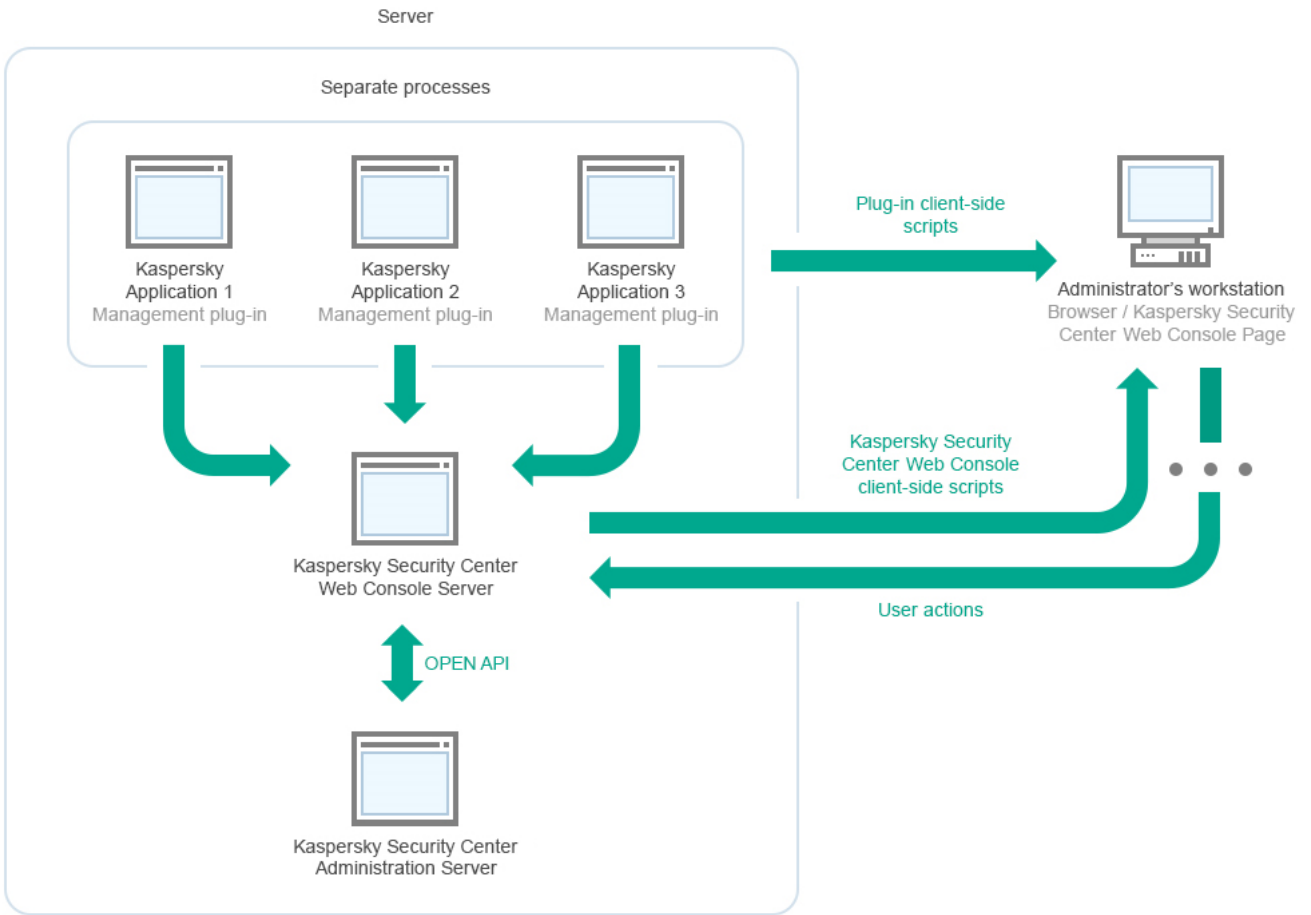 Server
Separate processes
Kaspersky
Application 1
Management plug-in
Kaspersky
Application 2
Management plug-in
Kaspersky
Application 3
Management plug-in
Plug-in client-side
scripts
Administrator's workstation
Browser / Kaspersky Security
Center Web Console Page
Kaspersky Security
Center Web Console
client-side scripts
Kaspersky Security Center
Web Console Server
User actions
OPEN API
Kaspersky Security Center
Administration Server